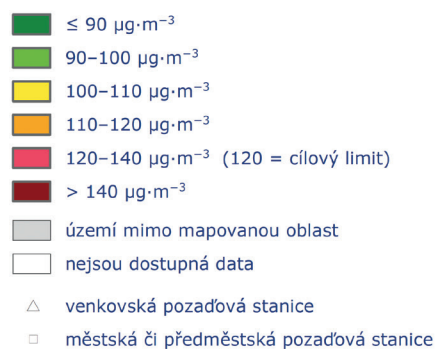 ≤ 90 µg·m⁻³
90–100 µg·m⁻³
100–110 µg·m⁻³
110–120 µg·m⁻³
120–140 µg·m⁻³ (120 = cílový limit)
> 140 µg·m⁻³
území mimo mapovanou oblast
nejsou dostupná data
venkovská pozaďová stanice
městská či předměstská pozaďová stanice